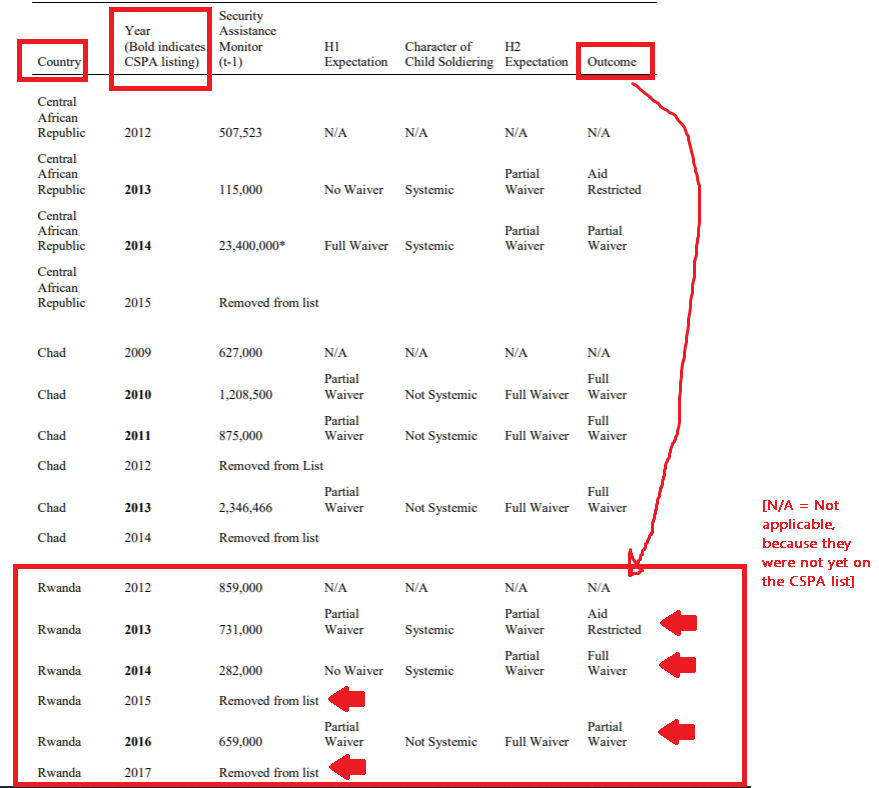 Country
Year
(Bold indicates
CSPA listing)
Security
Assistance
Monitor
(t-1)
H1
Expectation
Character of
Child Soldiering
H2
Expectation
Outcome
Central
African
Republic 2012 507,523 N/A N/A N/A N/A
Central
African
Republic 2013 115,000 No Waiver Systemic Partial
Waiver Aid
Restricted
Central
African
Republic 2014 23,400,000* Full Waiver Systemic Partial
Waiver Partial
Waiver
Central
African
Republic 2015 Removed from list
Chad 2009 627,000 N/A N/A N/A N/A
Chad 2010 1,208,500 Partial
Waiver Not Systemic Full Waiver Full
Waiver
Chad 2011 875,000 Partial
Waiver Not Systemic Full Waiver Full
Waiver
Chad 2012 Removed from List
Chad 2013 2,346,466 Partial
Waiver Not Systemic Full Waiver Full
Waiver
Chad 2014 Removed from list
Rwanda 2012 859,000 N/A N/A N/A N/A
Rwanda 2013 731,000 Partial
Waiver Systemic Partial
Waiver Aid
Restricted
Rwanda 2014 282,000 No Waiver Systemic Partial
Waiver Full
Waiver
Rwanda 2015 Removed from list
Rwanda 2016 659,000 Partial
Waiver Not Systemic Full Waiver Partial
Waiver
Rwanda 2017 Removed from list
[N/A = Not
applicable,
because they
were not yet on
the CSPA list]